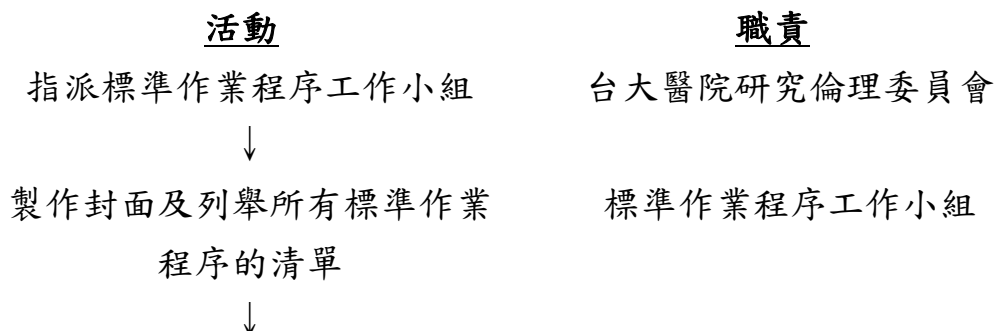 活動 職責
指派標準作業程序工作小組 台大醫院研究倫理委員會
↓
製作封面及列舉所有標準作業 標準作業程序工作小組
程序的清單
↓